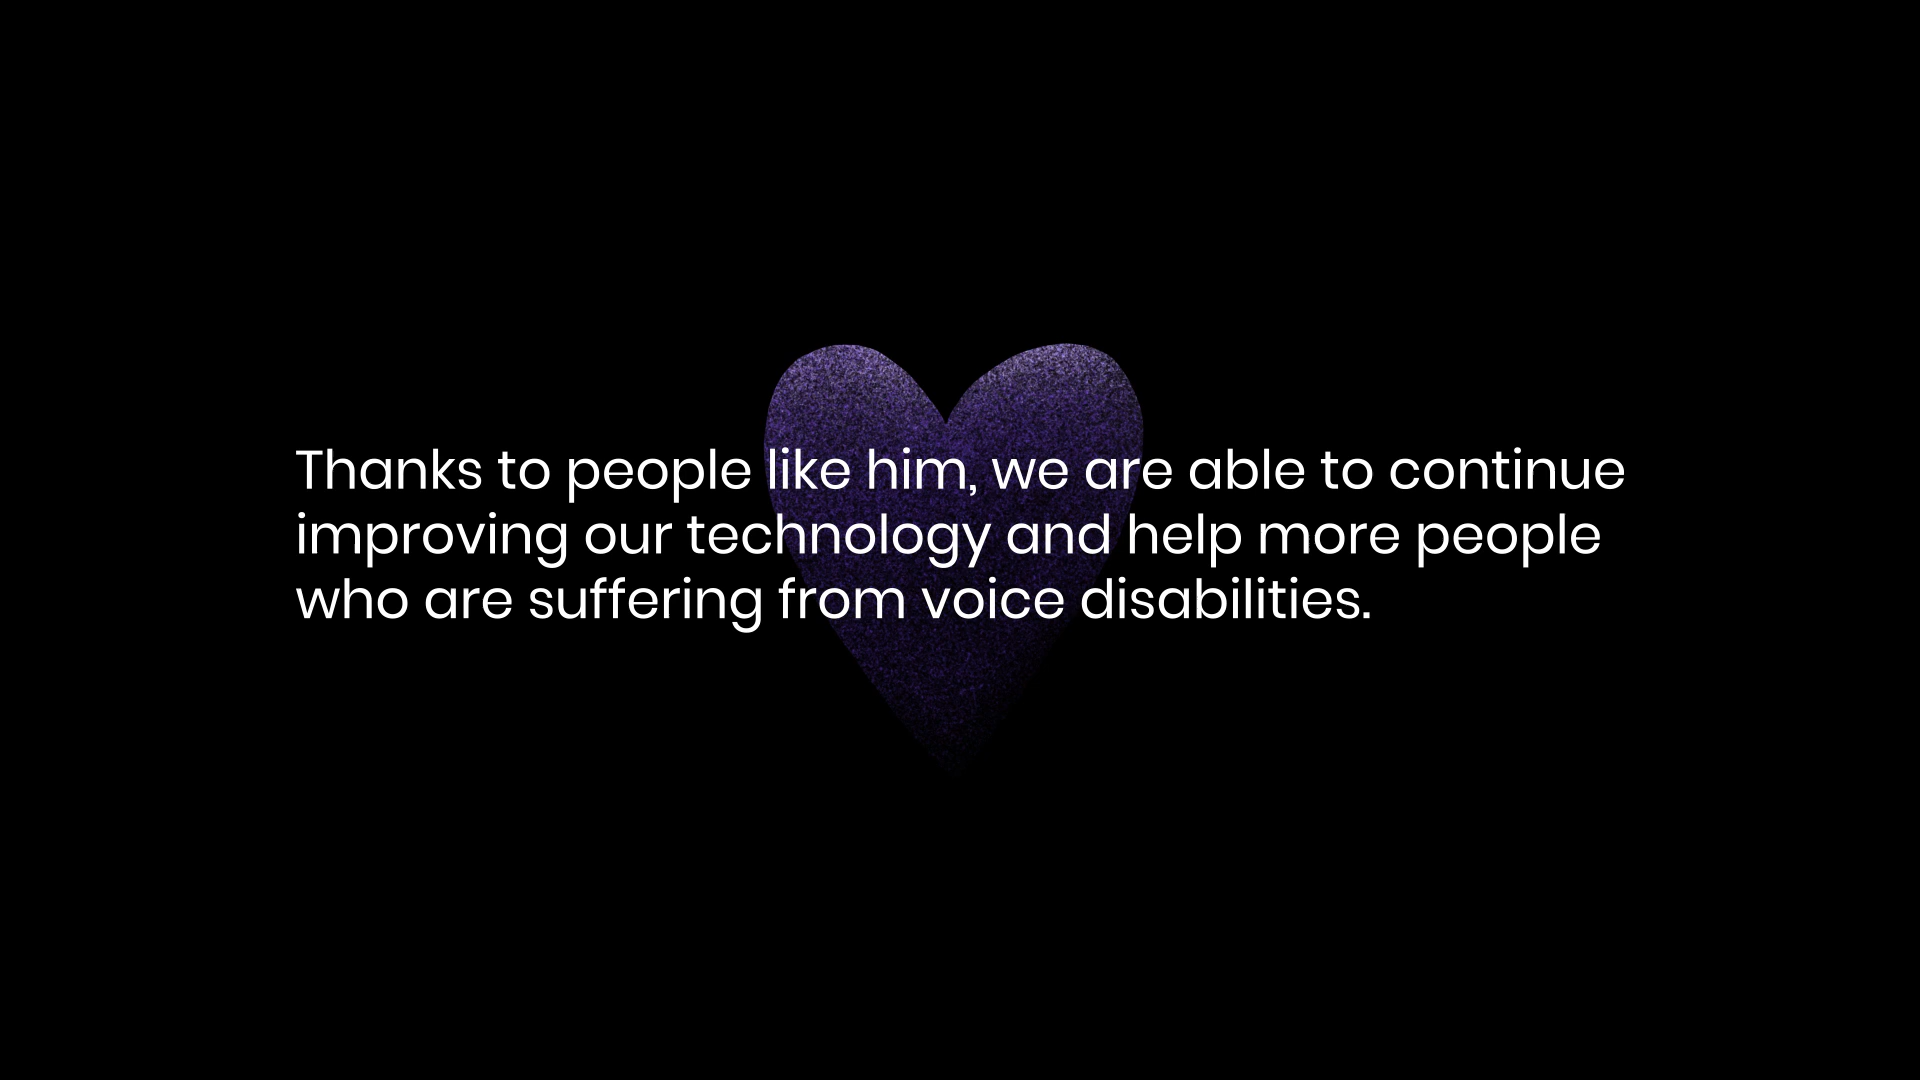 Thanks to people like him, we are able to continue
improving our technology and help more people
who are suffering from voice disabilities.